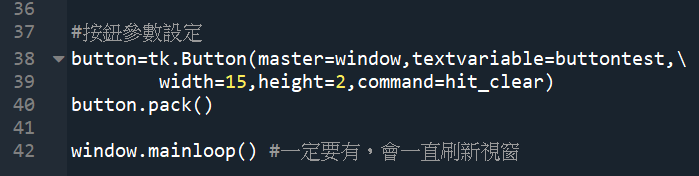 36
37 #按鈕參數設定
38 button=tk.Button(master=window,textvariable=buttontest,\
39 width=15,height=2,command=hit_clear)
40 button.pack()
41
42 window.mainloop() #一定要有，會一直刷新視窗